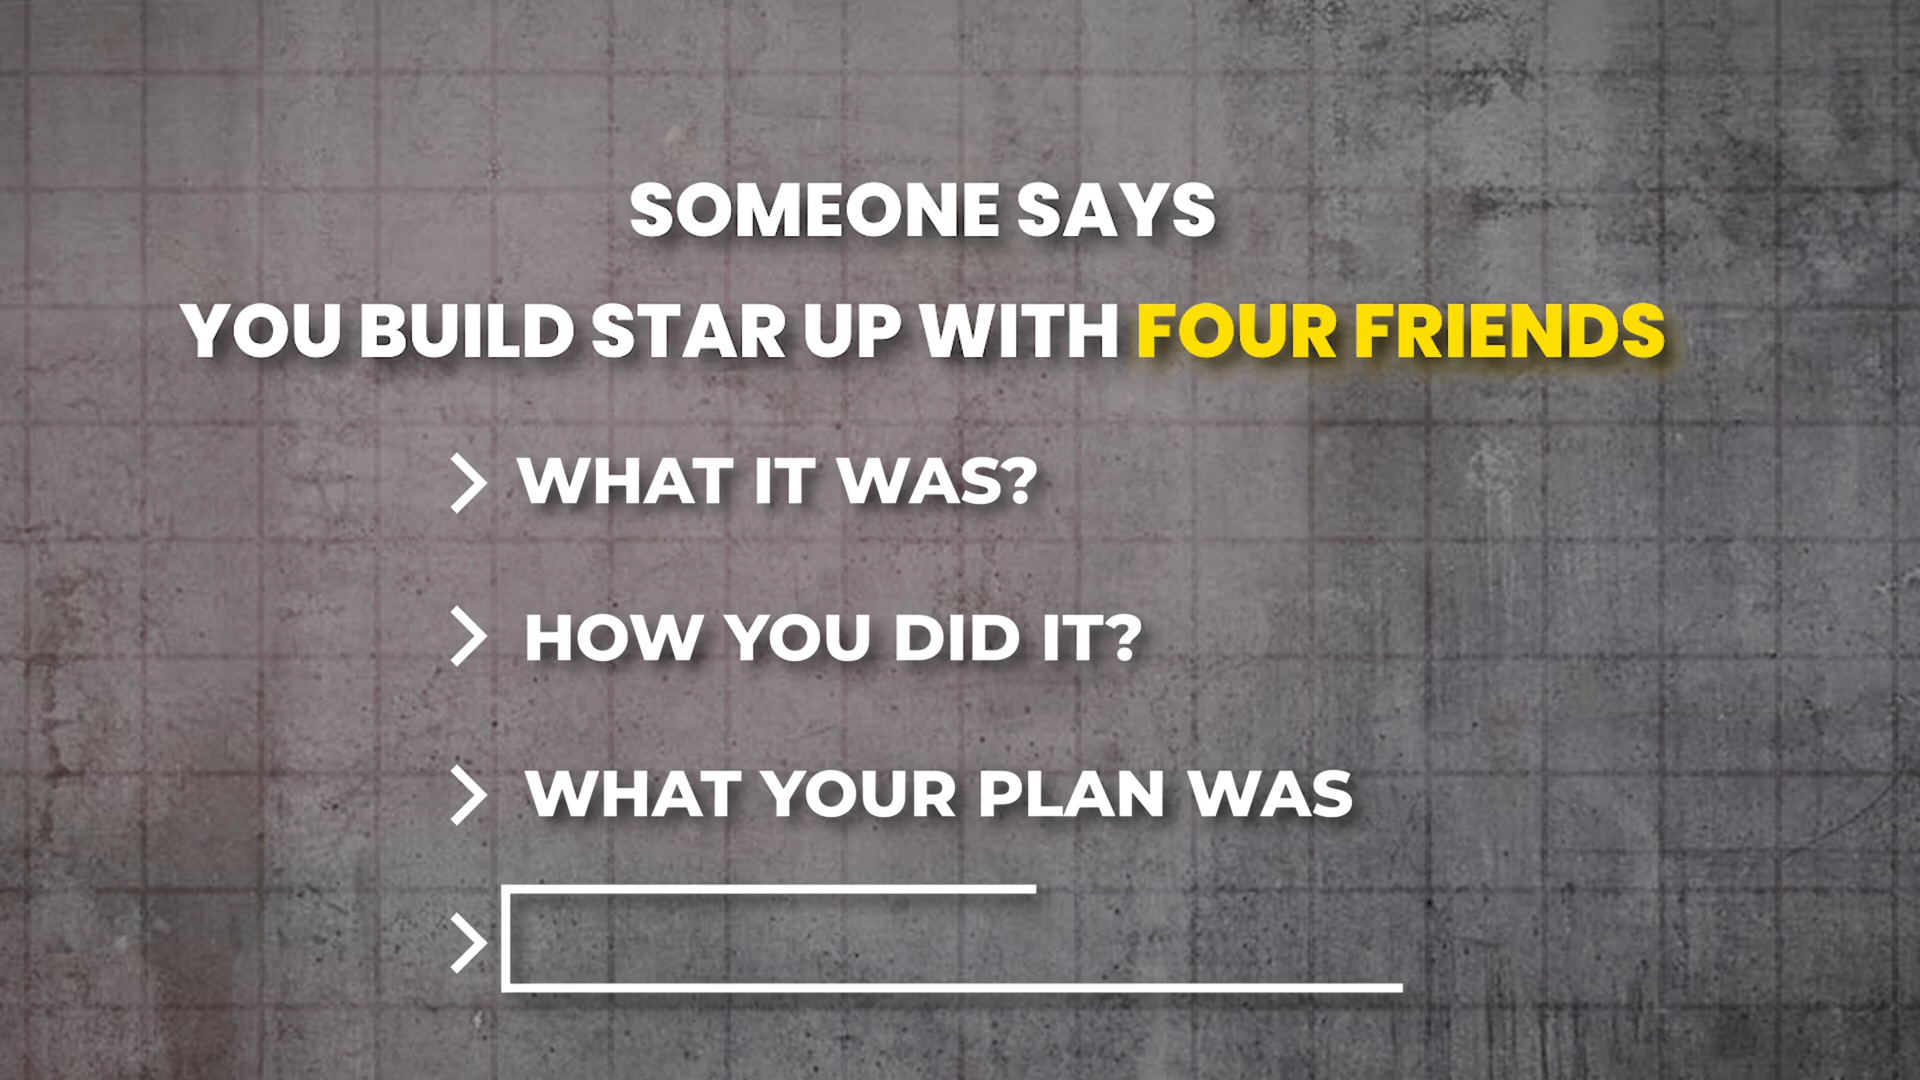 SOMEONE SAYS
YOU BUILD STAR UP WITH FOUR FRIENDS
WHAT IT WAS?
HOW YOU DID IT?
WHAT YOUR PLAN WAS